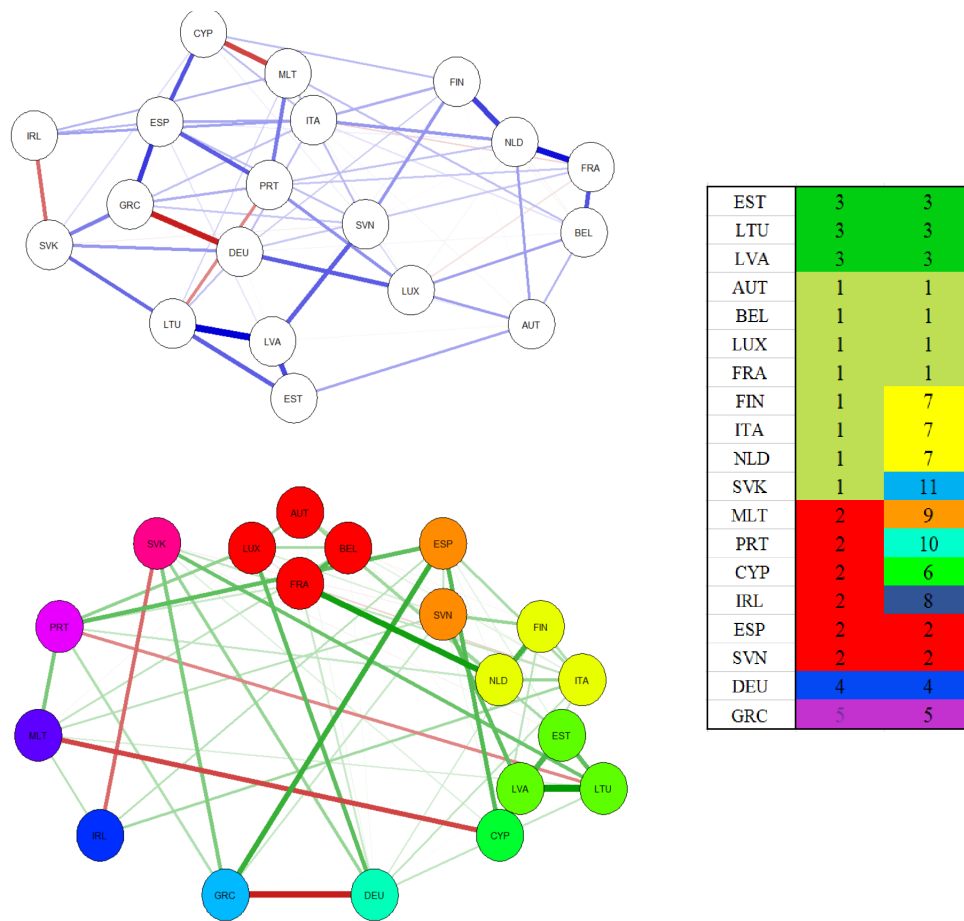 CYP
MLT
FIN
ESP
ITA
IRL
NLD
FRA
PRT
GRC
SVN
BEL
SVK
DEU
LUX
LTU
AUT
LVA
EST
AUT
SVK
LUX
BEL
ESP
FRA
PRT
SVN
FIN
NLD
ITA
MLT
EST
LVA
LTU
IRL
CYP
GRC
DEU
EST 3 3
LTU 3 3
LVA 3 3
AUT 1 1
BEL 1 1
LUX 1 1
FRA 1 1
FIN 1 7
ITA 1 7
NLD 1 7
SVK 1 11
MLT 2 9
PRT 2 10
CYP 2 6
IRL 2 8
ESP 2 2
SVN 2 2
DEU 4 4
GRC 5 5